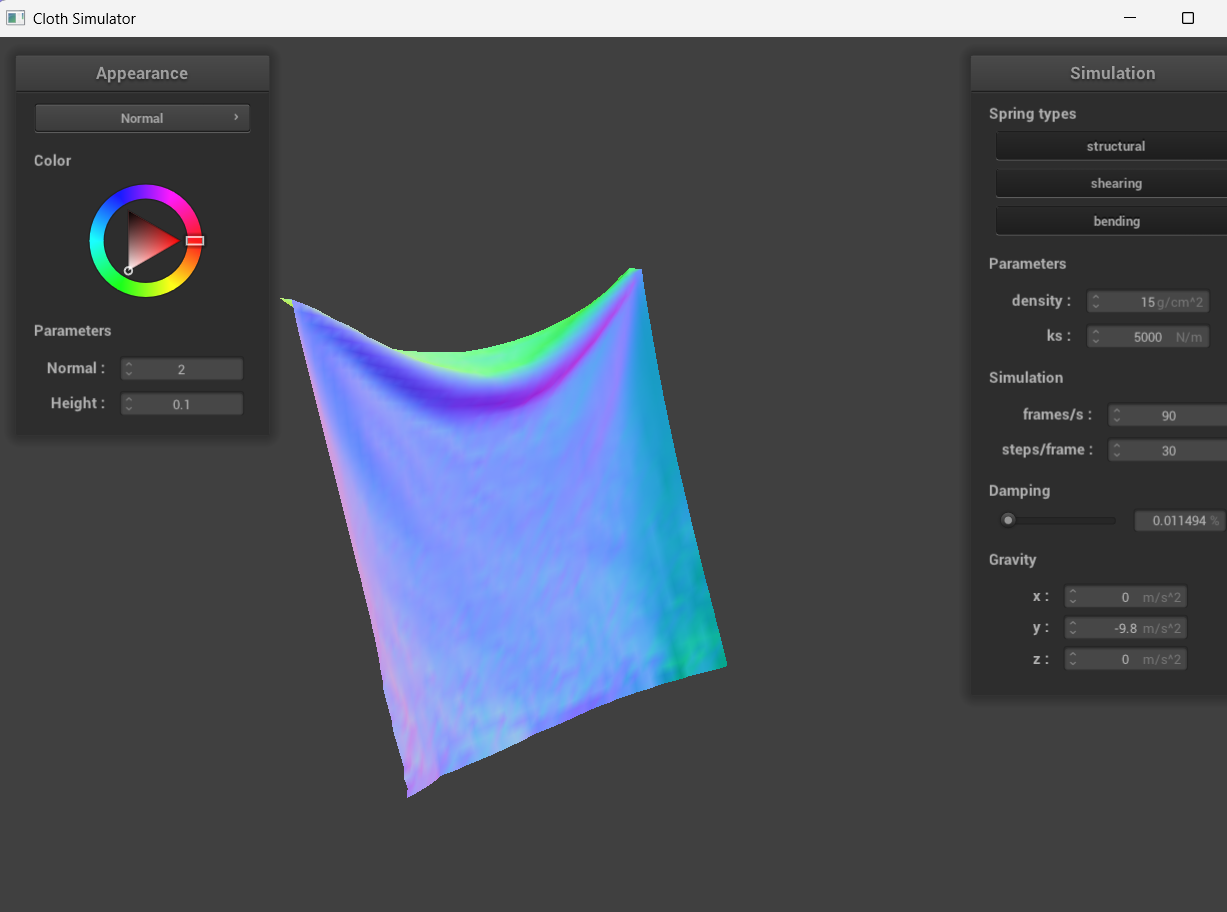 Cloth Simulator
Appearance
Normal
Color
Parameters
Normal : 2
Height : 0.1
Simulation
Spring types
structural
shearing
bending
Parameters
density : 15 g/cm^2
ks : 5000 N/m
Simulation
frames/s : 90
steps/frame : 30
Damping
0.011494 %
Gravity
x : 0 m/s^2
y : -9.8 m/s^2
z : 0 m/s^2